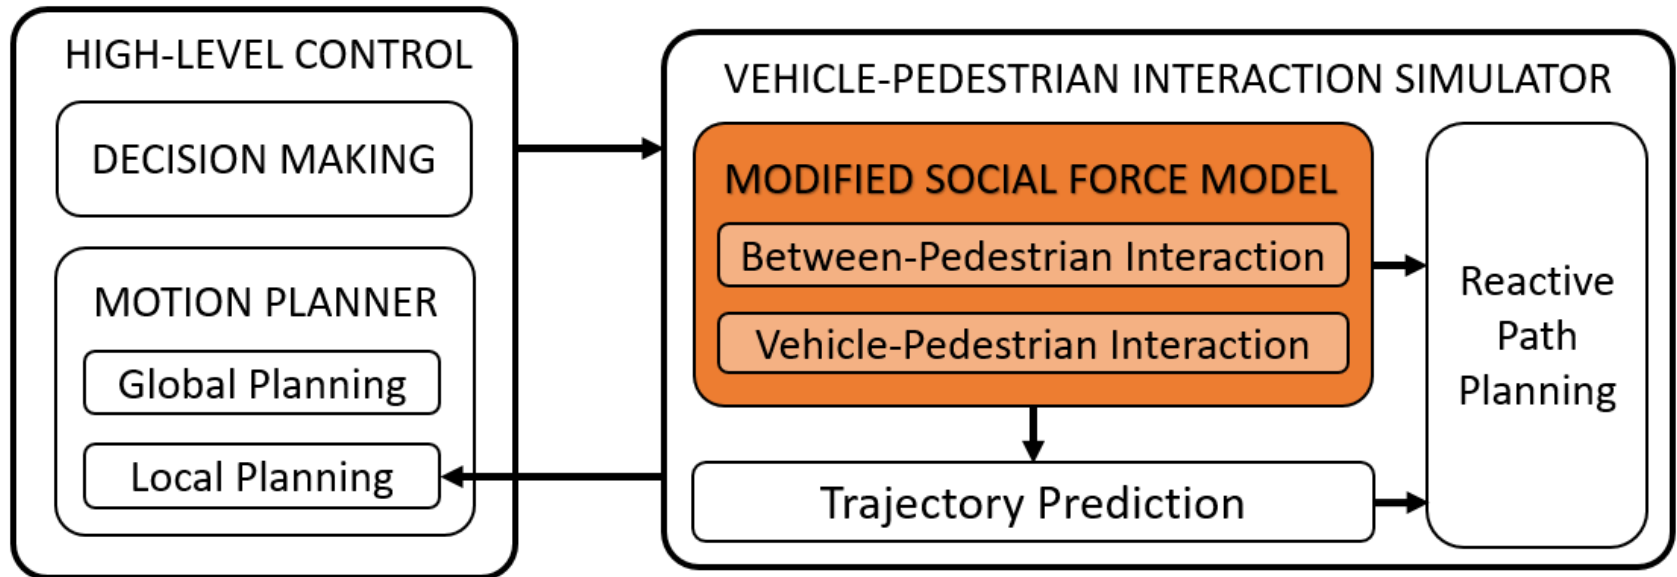 HIGH-LEVEL CONTROL
DECISION MAKING
MOTION PLANNER
Global Planning
Local Planning
VEHICLE-PEDESTRIAN INTERACTION SIMULATOR
MODIFIED SOCIAL FORCE MODEL
Between-Pedestrian Interaction
Vehicle-Pedestrian Interaction
Trajectory Prediction
Reactive
Path
Planning